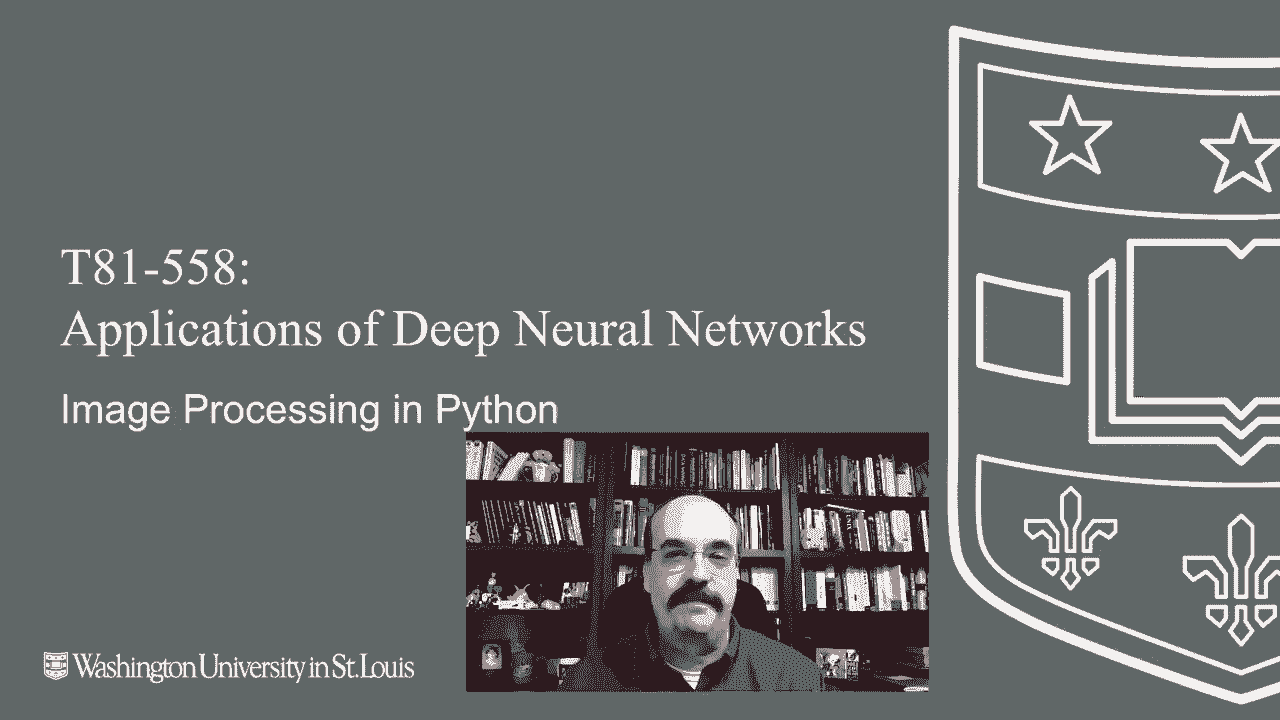 T81-558:
Applications of Deep Neural Networks
Image Processing in Python
Washington University in St. Louis